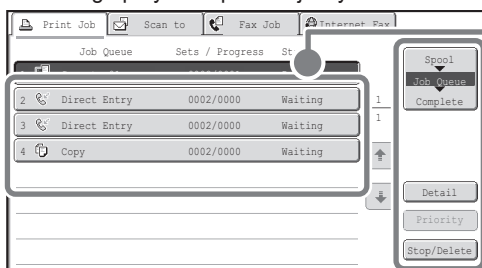 Print Job Scan to Fax Job Internet Fax
Job Queue Sets / Progress
Spool
Job Queue
Complete
2 Direct Entry 0002/0000 Waiting
3 Direct Entry 0002/0000 Waiting
4 Copy 0002/0000 Waiting
1
1
Detail
Priority
Stop/Delete